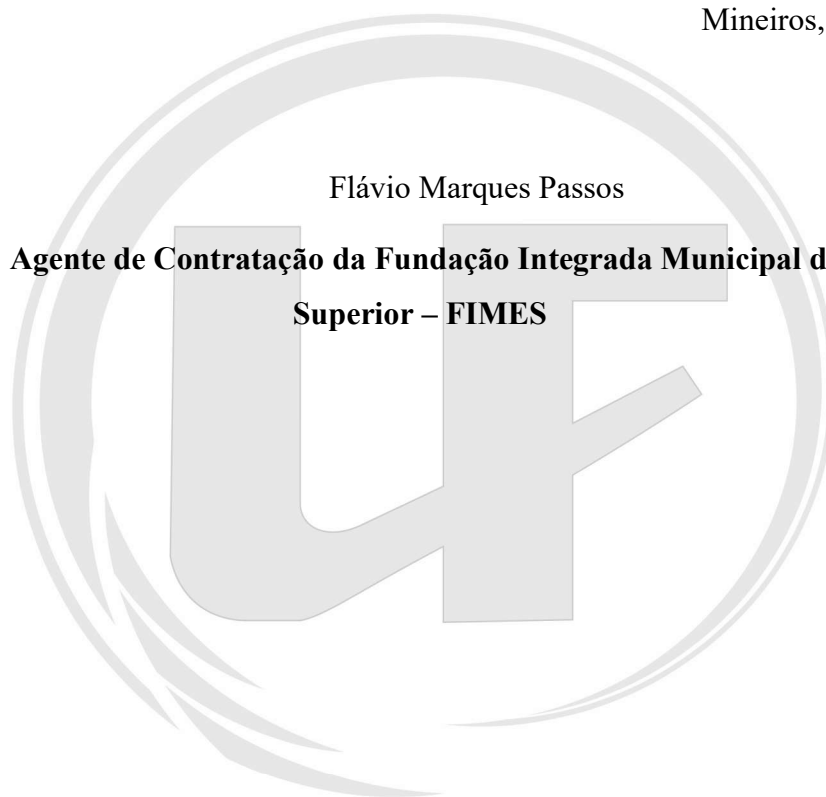 Mineiros,
Flávio Marques Passos
Agente de Contratação da Fundação Integrada Municipal d
Superior – FIMES